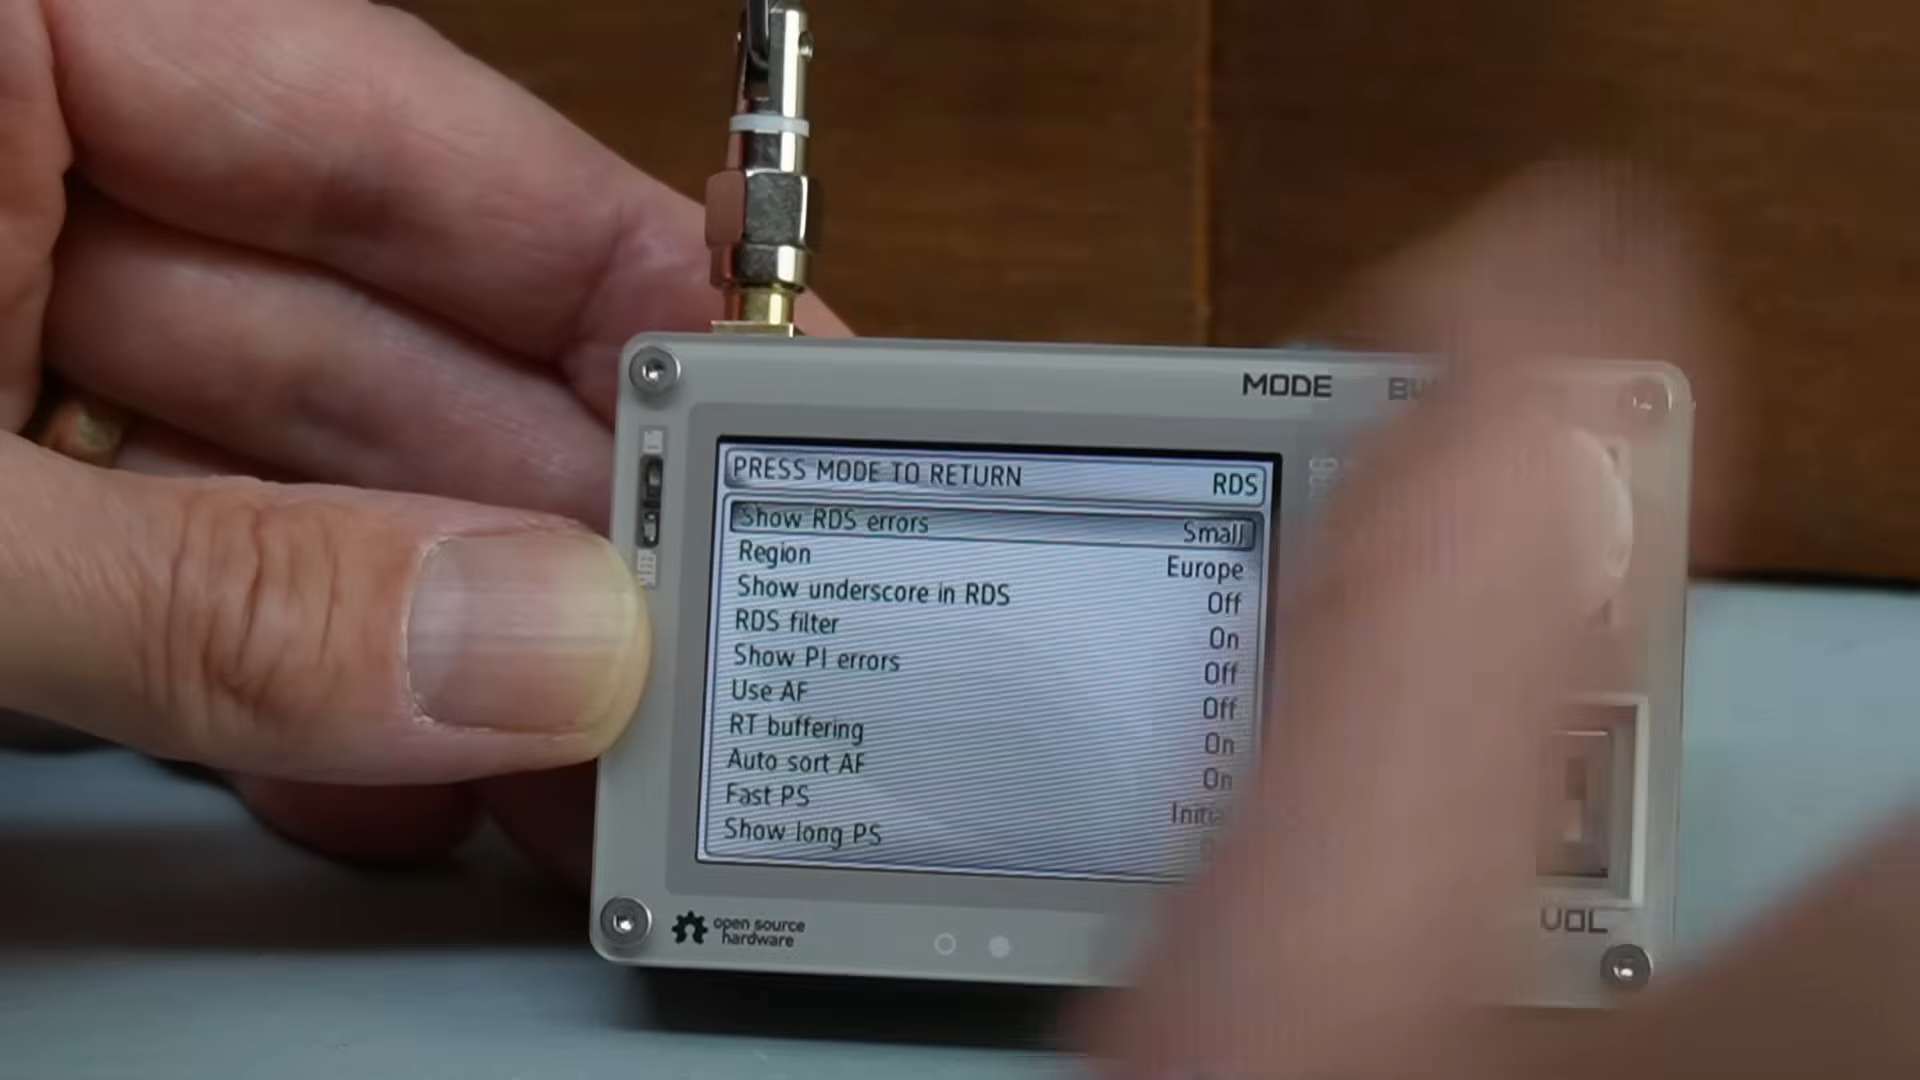 MODE
PRESS MODE TO RETURN RDS
Show RDS errors Small
Region Europe
Show underscore in RDS Off
RDS filter On
Show PI errors Off
Use AF Off
RT buffering On
Auto sort AF On
Fast PS
Show long PS
open source
hardware
VOL